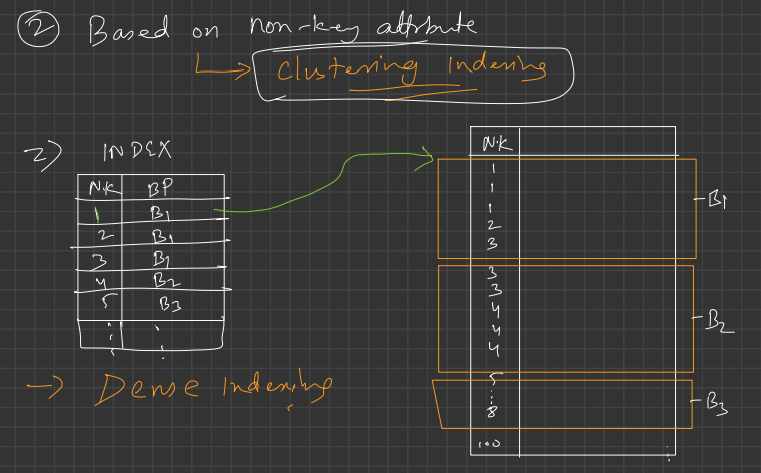 ② Based on non-key attribute
Clustering Indexing
2) INDEX
N.K BP
1 B1
2 B1
3 B1
4 B2
5 B3
⋮ ⋮
→ Dense Indexing
N.K
1
1
1
2
3
B1
3
3
4
4
4
B2
5
⋮
8
B3
100 ⋮